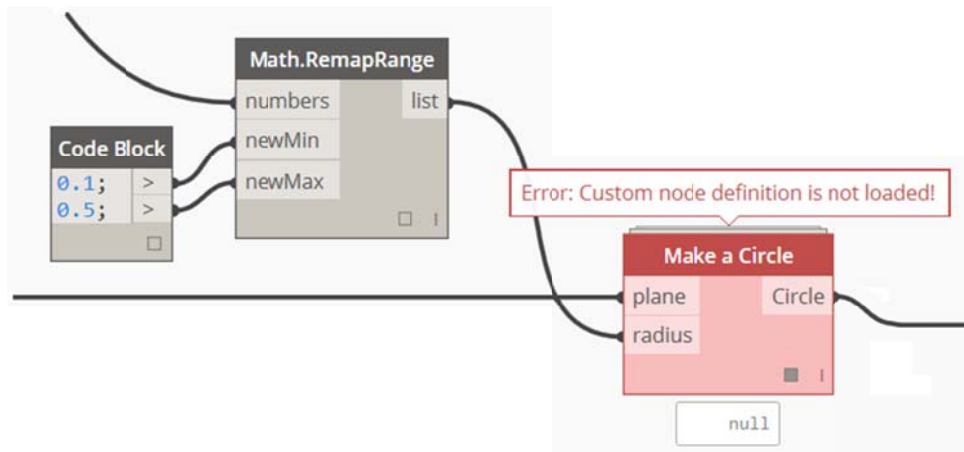 Math.RemapRange
numbers list
newMin
newMax
l
Code Block
0.1; >
0.5; >
Error: Custom node definition is not loaded!
Make a Circle
plane Circle
radius
l
null